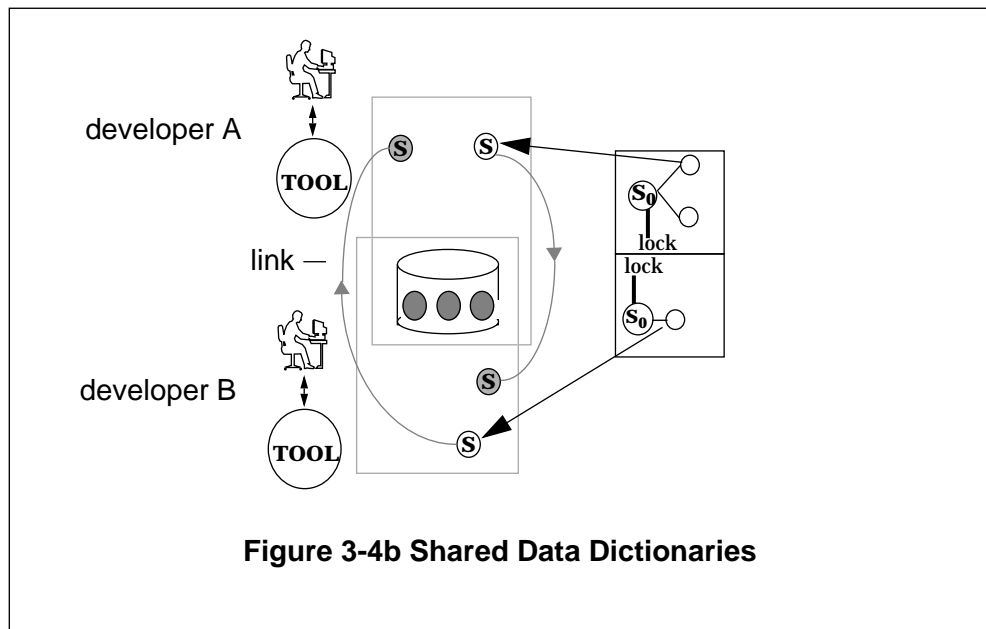 developer A
TOOL
S
S
S₀
lock
link
lock
S₀
developer B
S
TOOL
S
Figure 3-4b Shared Data Dictionaries